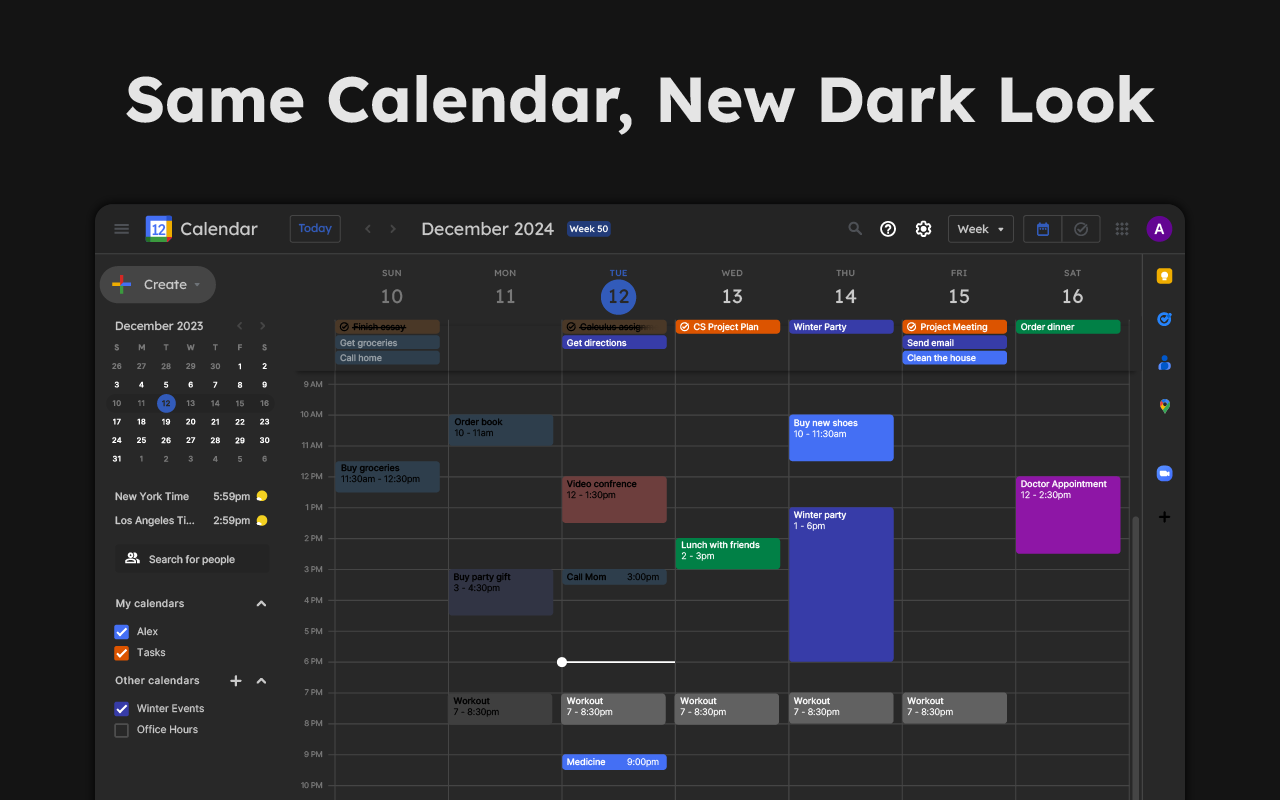 Same Calendar, New Dark Look
12 Calendar Today December 2024 Week 50 Week A
Create
SUN MON TUE WED THU FRI SAT
10 11 12 13 14 15 16
December 2023
S M T W T F S
26 27 28 29 30 1 2
3 4 5 6 7 8 9
10 11 12 13 14 15 16
17 18 19 20 21 22 23
24 25 26 27 28 29 30
31 1 2 3 4 5 6
New York Time 5:59pm
Los Angeles Ti... 2:59pm
Search for people
My calendars
Alex
Tasks
Other calendars
Winter Events
Office Hours
Finish essay
Get groceries
Call home
Calculus assig
Get directions
CS Project Plan
Winter Party
Project Meeting
Send email
Clean the house
Order dinner
9 AM
10 AM
11 AM
12 PM
1 PM
2 PM
3 PM
4 PM
5 PM
6 PM
7 PM
8 PM
9 PM
10 PM
Buy groceries
11:30am - 12:30pm
Order book
10 - 11am
Buy party gift
3 - 4:30pm
Workout
7 - 8:30pm
Video confrence
12 - 1:30pm
Call Mom 3:00pm
Workout
7 - 8:30pm
Medicine 9:00pm
Lunch with friends
2 - 3pm
Workout
7 - 8:30pm
Buy new shoes
10 - 11:30am
Winter party
1 - 6pm
Workout
7 - 8:30pm
Workout
7 - 8:30pm
Doctor Appointment
12 - 2:30pm